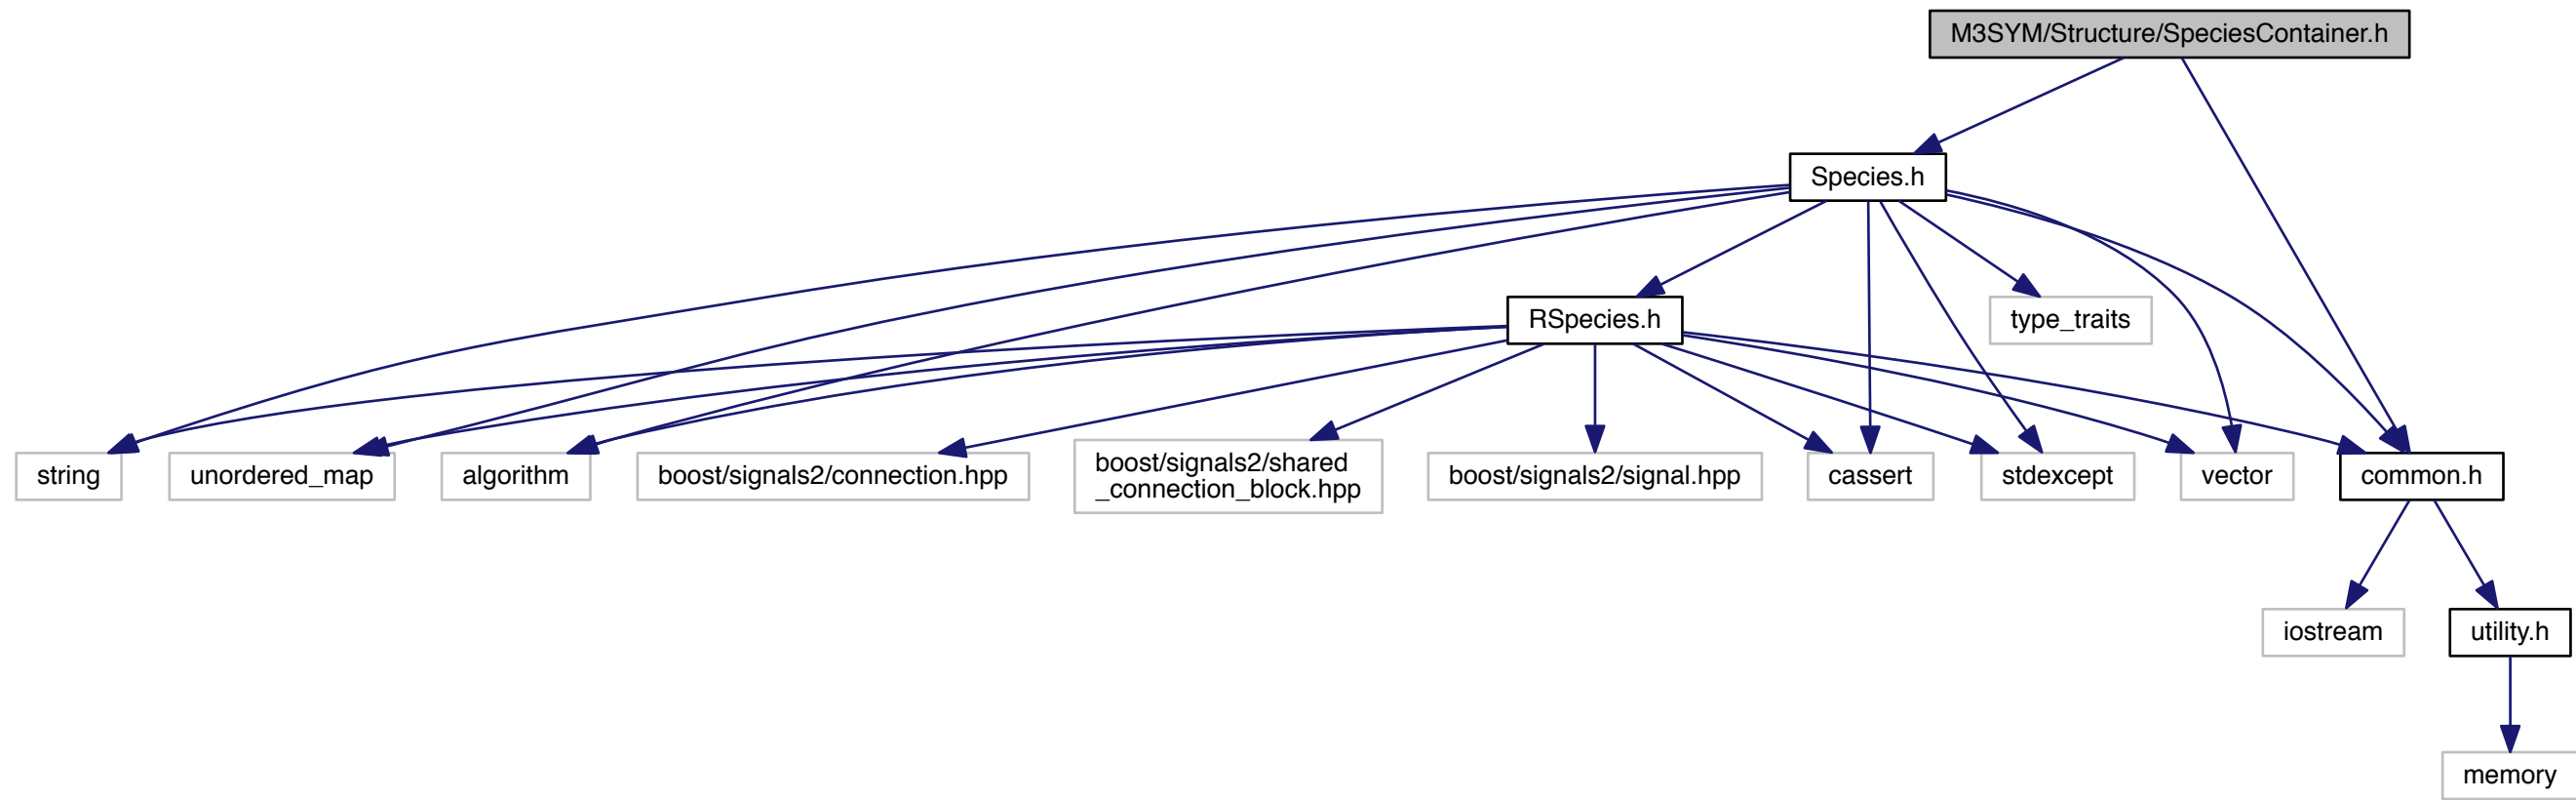 M3SYM/Structure/SpeciesContainer.h
Species.h
RSpecies.h
type_traits
string
unordered_map
algorithm
boost/signals2/connection.hpp
boost/signals2/shared
_connection_block.hpp
boost/signals2/signal.hpp
cassert
stdexcept
vector
common.h
iostream
utility.h
memory